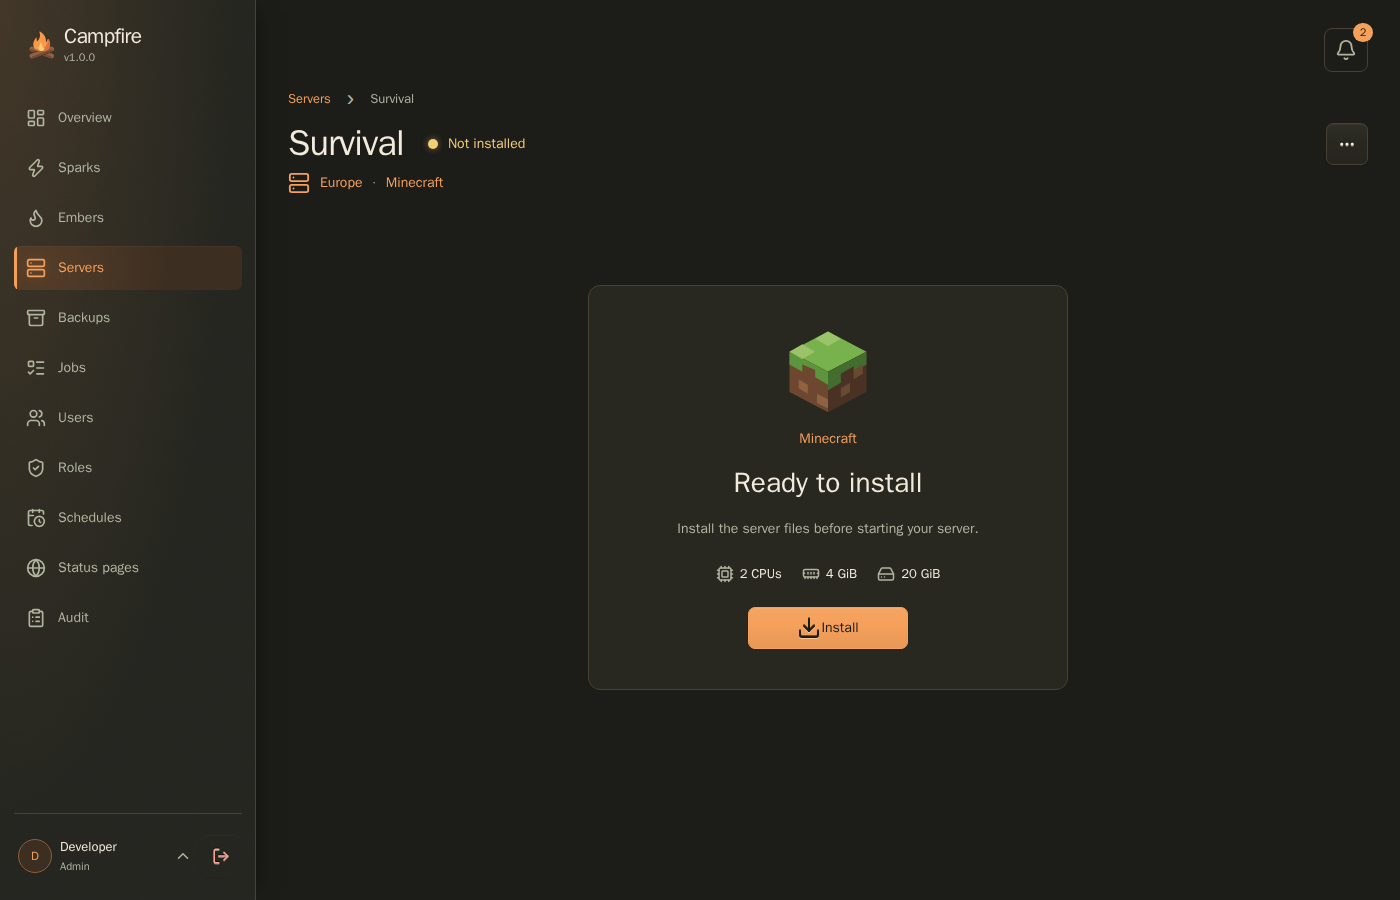 Campfire
v1.0.0
Overview
Sparks
Embers
Servers
Backups
Jobs
Users
Roles
Schedules
Status pages
Audit
D
Developer
Admin
2
Servers › Survival
Survival
Not installed
Europe · Minecraft
Minecraft
Ready to install
Install the server files before starting your server.
2 CPUs 4 GiB 20 GiB
Install